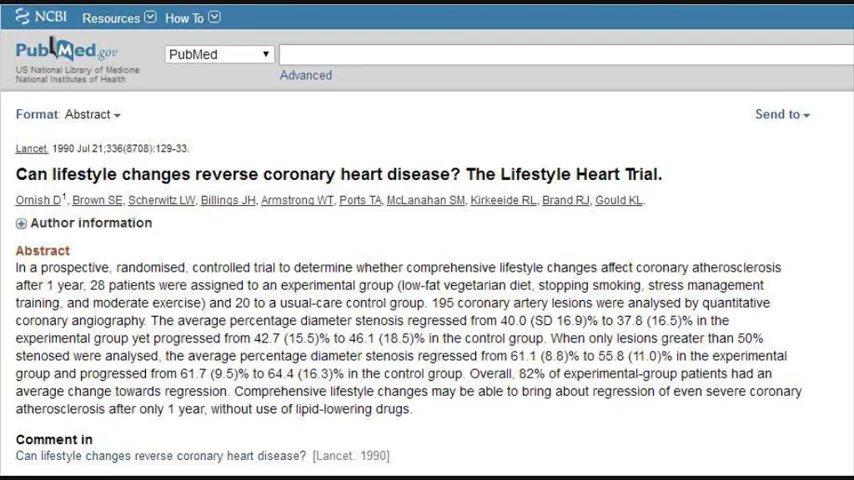 NCBI Resources How To
PubMed.gov
US National Library of Medicine
National Institutes of Health
PubMed
Advanced
Format: Abstract
Send to
Lancet. 1990 Jul 21;336(8708):129-33.
Can lifestyle changes reverse coronary heart disease? The Lifestyle Heart Trial.
Ornish D1, Brown SE, Scherwitz LW, Billings JH, Armstrong WT, Ports TA, McLanahan SM, Kirkeeide RL, Brand RJ, Gould KL.
Author information
Abstract
In a prospective, randomised, controlled trial to determine whether comprehensive lifestyle changes affect coronary atherosclerosis
after 1 year, 28 patients were assigned to an experimental group (low-fat vegetarian diet, stopping smoking, stress management
training, and moderate exercise) and 20 to a usual-care control group. 195 coronary artery lesions were analysed by quantitative
coronary angiography. The average percentage diameter stenosis regressed from 40.0 (SD 16.9)% to 37.8 (16.5)% in the
experimental group yet progressed from 42.7 (15.5)% to 46.1 (18.5)% in the control group. When only lesions greater than 50%
stenosed were analysed, the average percentage diameter stenosis regressed from 61.1 (8.8)% to 55.8 (11.0)% in the experimental
group and progressed from 61.7 (9.5)% to 64.4 (16.3)% in the control group. Overall, 82% of experimental-group patients had an
average change towards regression. Comprehensive lifestyle changes may be able to bring about regression of even severe coronary
atherosclerosis after only 1 year, without use of lipid-lowering drugs.
Comment in
Can lifestyle changes reverse coronary heart disease? [Lancet. 1990]